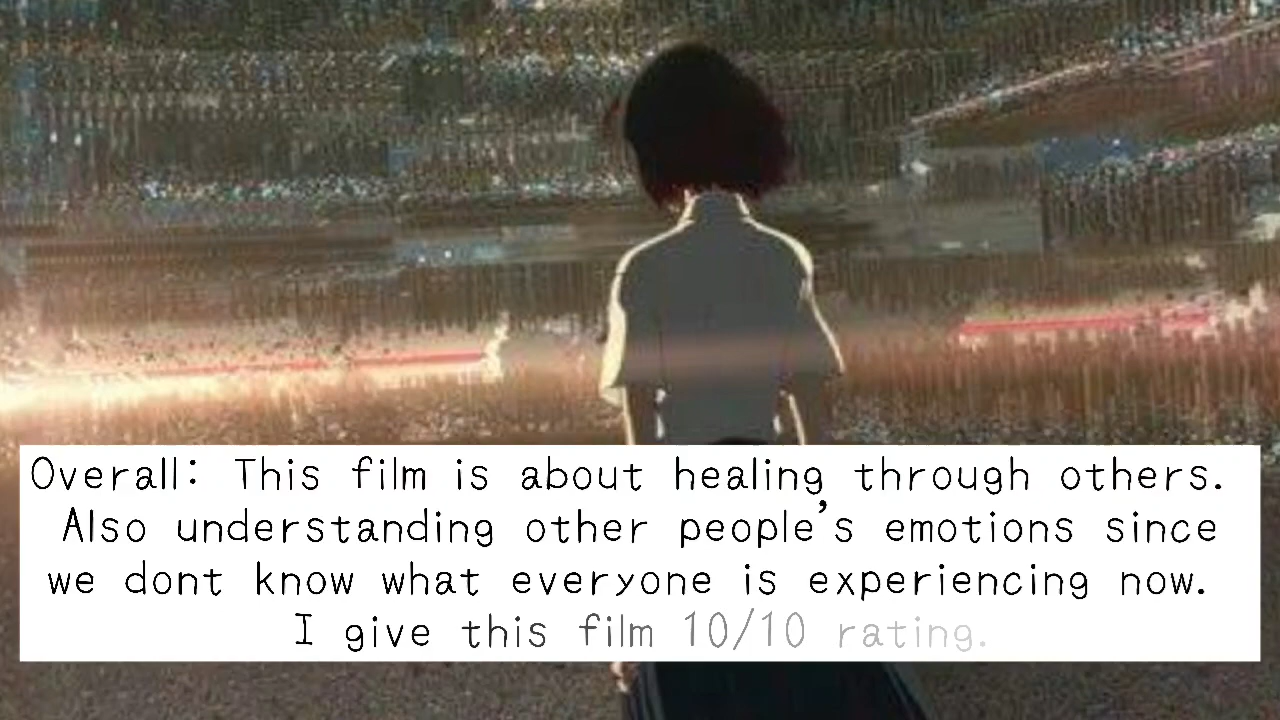 Overall: This film is about healing through others.
Also understanding other people’s emotions since
we dont know what everyone is experiencing now.
I give this film 10/10 rating.